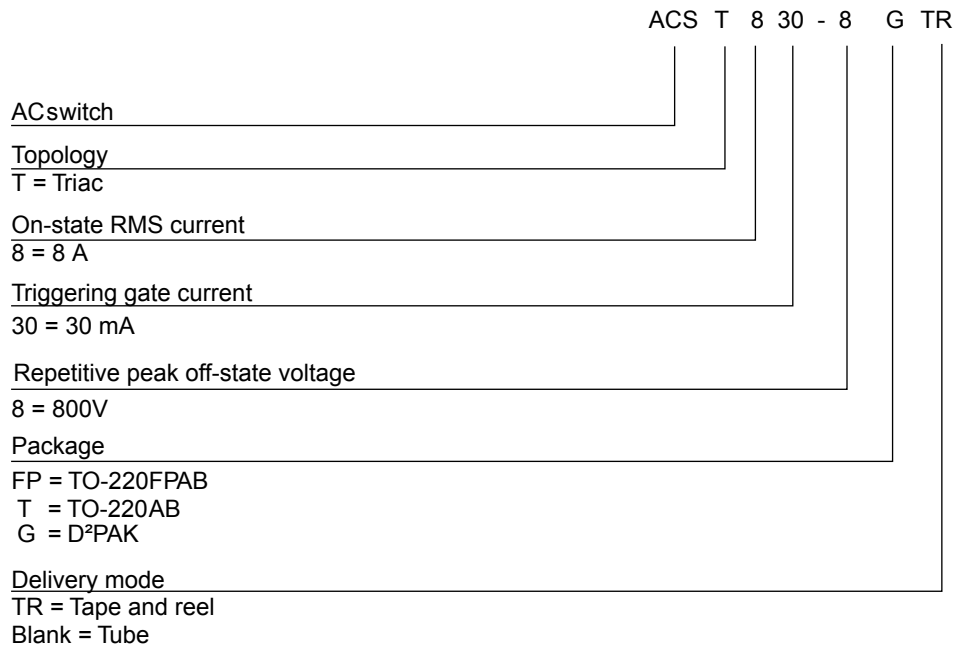 ACS T 8 30 - 8 G TR
ACswitch
Topology
T = Triac
On-state RMS current
8 = 8 A
Triggering gate current
30 = 30 mA
Repetitive peak off-state voltage
8 = 800V
Package
FP = TO-220FPAB
T = TO-220AB
G = D²PAK
Delivery mode
TR = Tape and reel
Blank = Tube